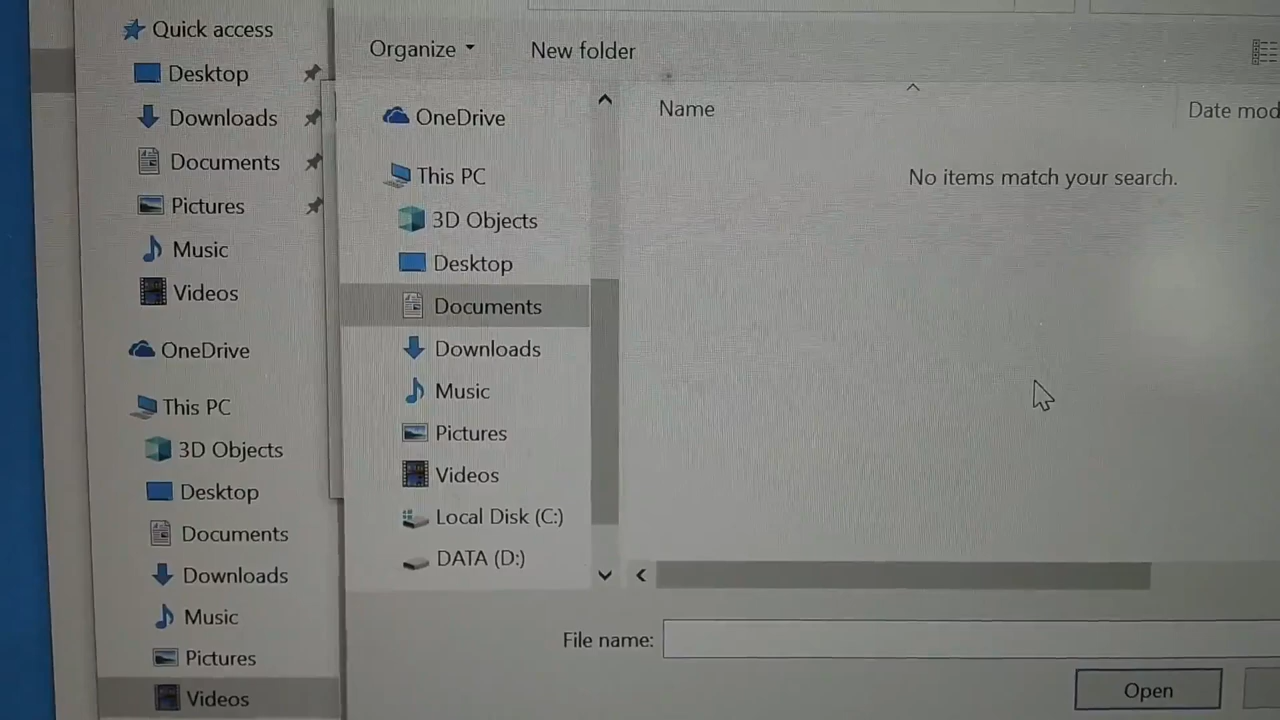 Quick access
Desktop
Downloads
Documents
Pictures
Music
Videos
OneDrive
This PC
3D Objects
Desktop
Documents
Downloads
Music
Pictures
Videos
Organize
New folder
OneDrive
This PC
3D Objects
Desktop
Documents
Downloads
Music
Pictures
Videos
Local Disk (C:)
DATA (D:)
Name
Date mod
No items match your search.
File name:
Open